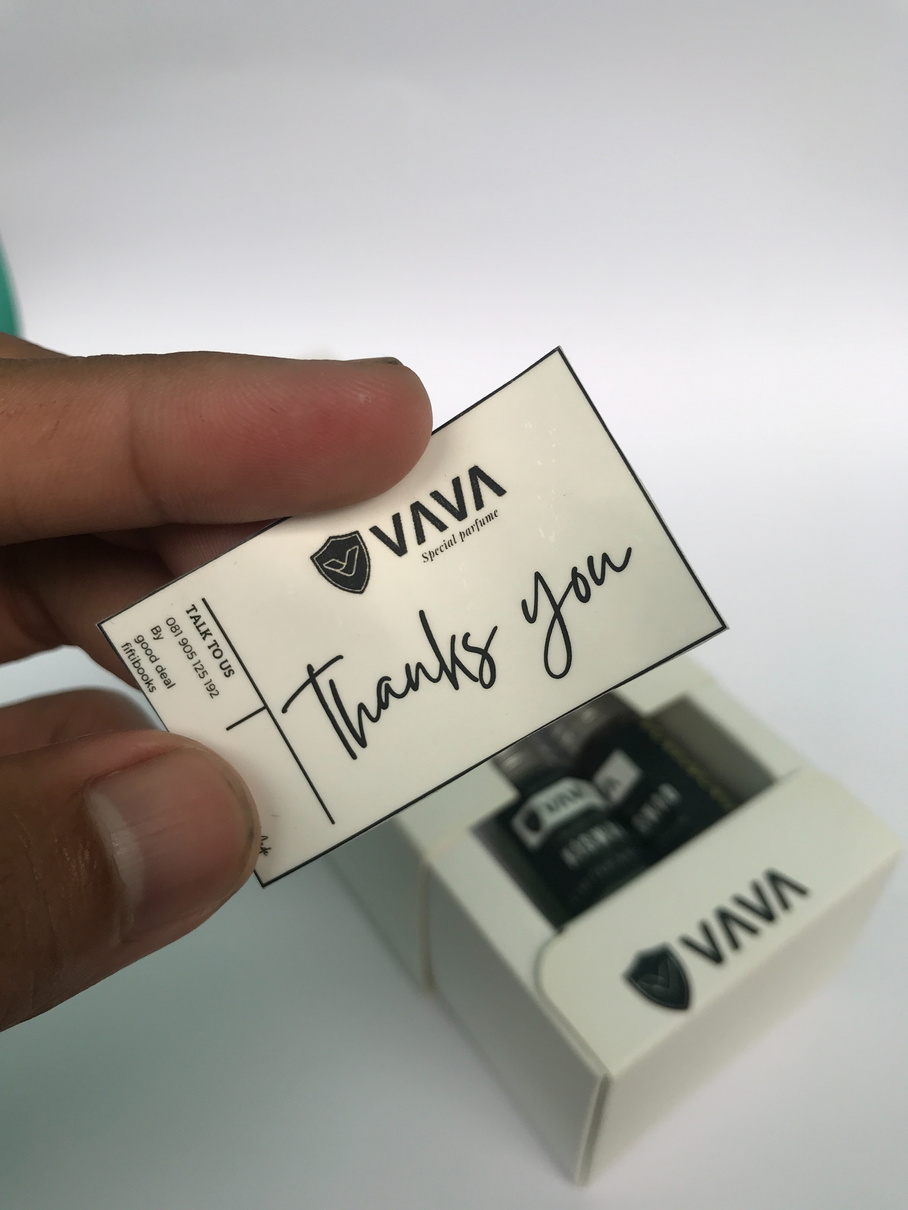 VAVA
Special parfume
Thanks you
TALK TO US
081 905 125 192
By
good deal
fiftibooks
VAVA